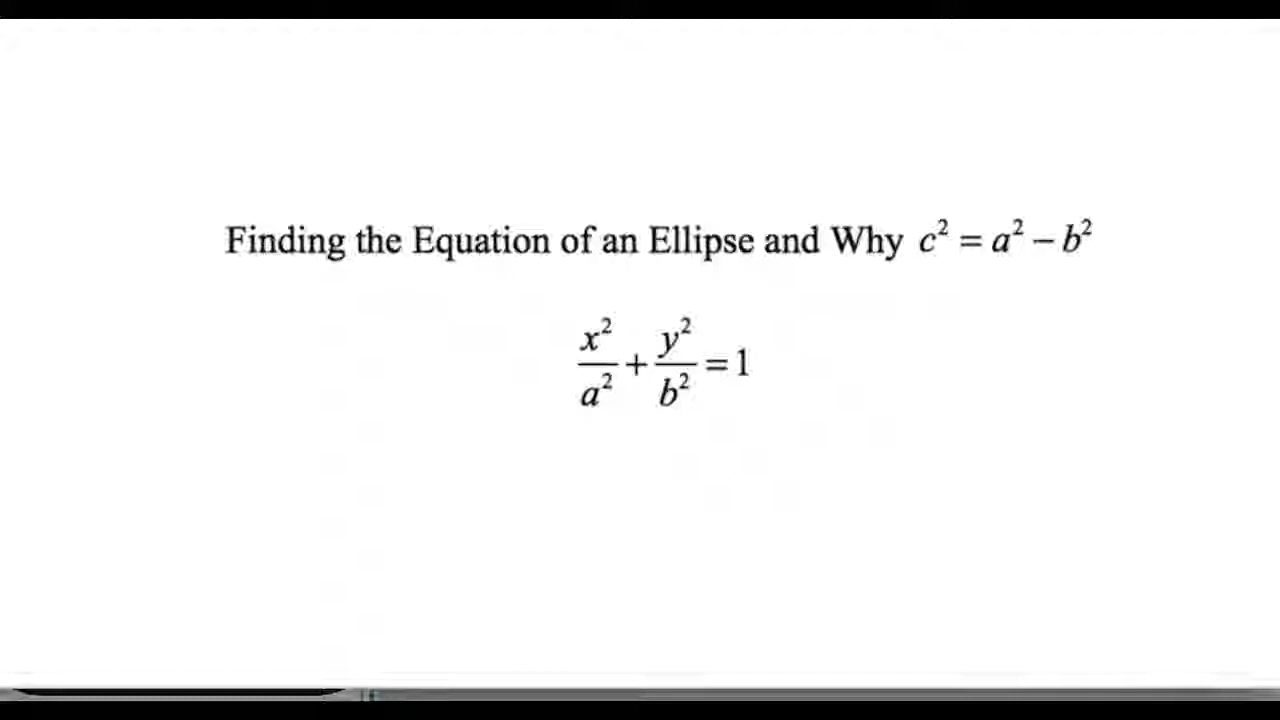 Finding the Equation of an Ellipse and Why c² = a² – b²
x²/a² + y²/b² = 1